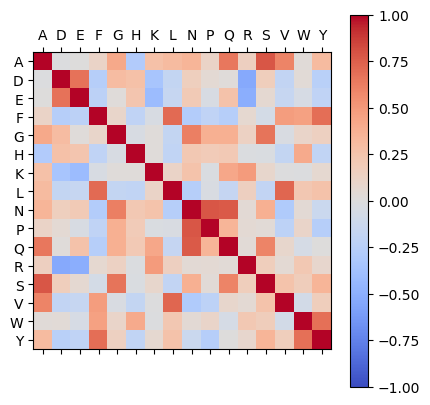 A D E F G H K L N P Q R S V W Y
A
D
E
F
G
H
K
L
N
P
Q
R
S
V
W
Y
1.00
0.75
0.50
0.25
0.00
−0.25
−0.50
−0.75
−1.00